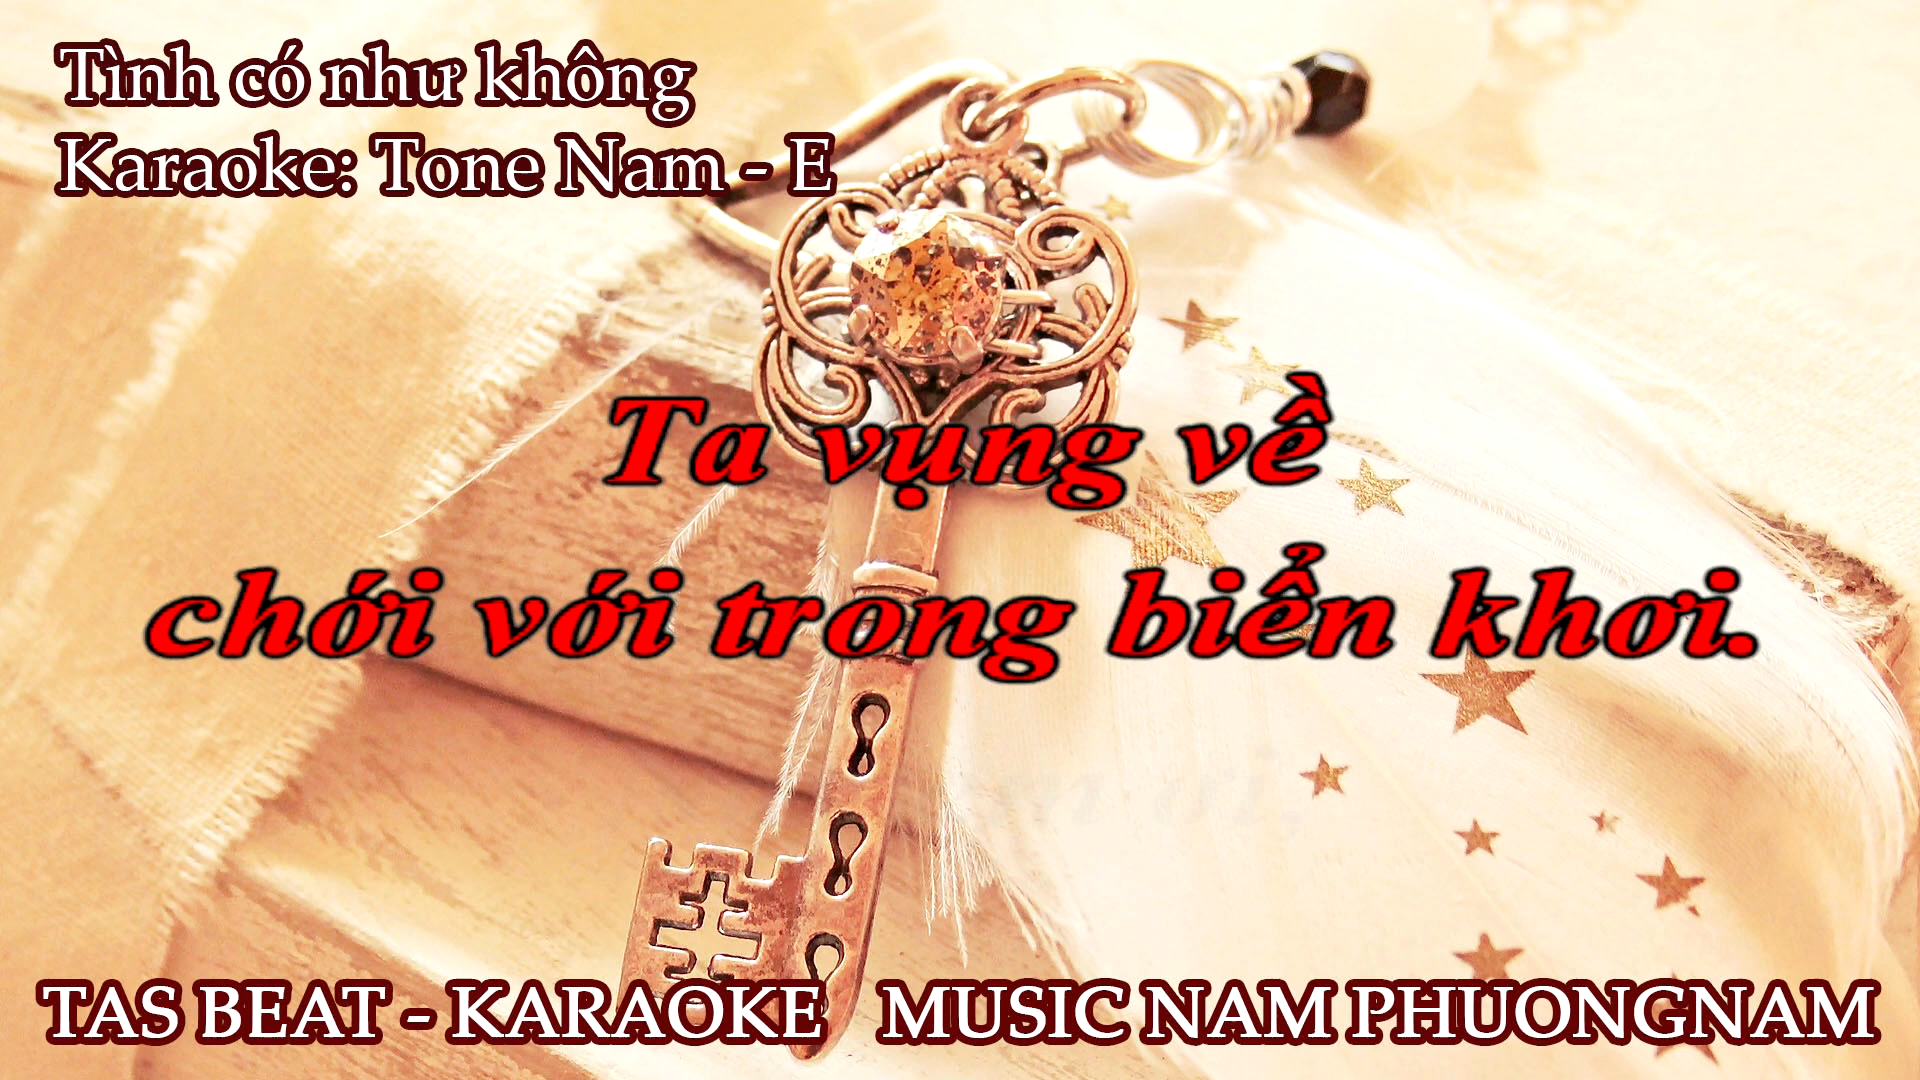 Tình có như không
Karaoke: Tone Nam - E
Ta vụng về
chới với trong biển khơi.
TAS BEAT - KARAOKE MUSIC NAM PHUONGNAM